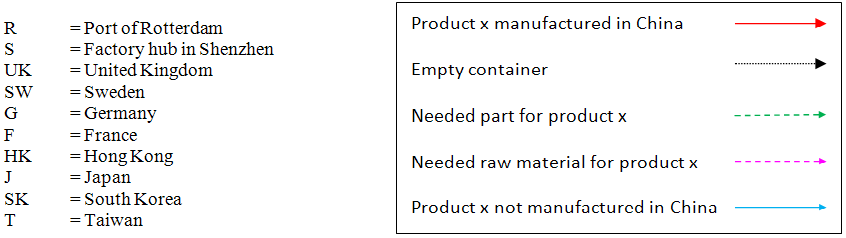 R = Port of Rotterdam
S = Factory hub in Shenzhen
UK = United Kingdom
SW = Sweden
G = Germany
F = France
HK = Hong Kong
J = Japan
SK = South Korea
T = Taiwan
Product x manufactured in China
Empty container
Needed part for product x
Needed raw material for product x
Product x not manufactured in China